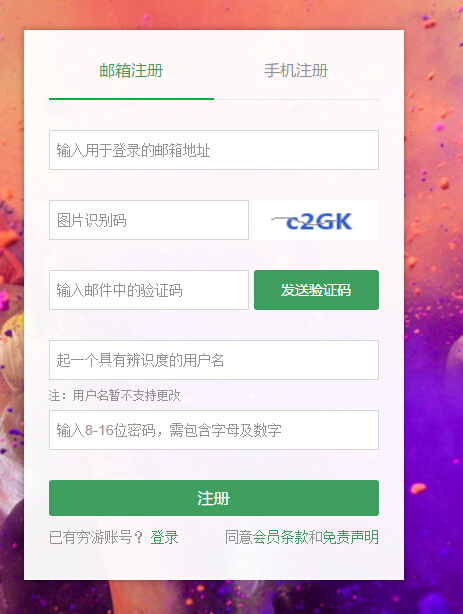 邮箱注册 手机注册
输入用于登录的邮箱地址
图片识别码 c2GK
输入邮件中的验证码 发送验证码
起一个具有辨识度的用户名
注：用户名暂不支持更改
输入8-16位密码，需包含字母及数字
注册
已有穷游账号？登录 同意会员条款和免责声明